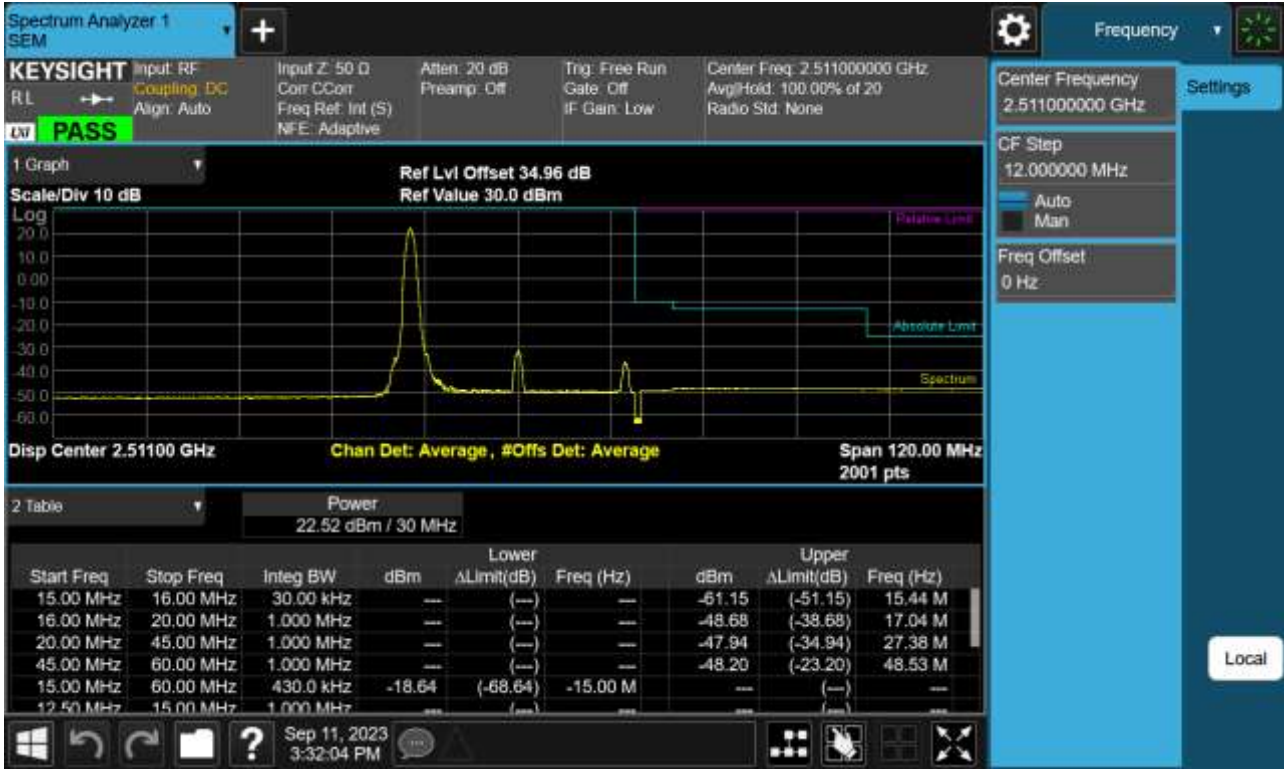 Spectrum Analyzer 1
SEM
+
Frequency
KEYSIGHT
RL
LXI PASS
Input: RF
Coupling: DC
Align: Auto
Input Z: 50 Ω
Corr CCorr
Freq Ref: Int (S)
NFE: Adaptive
Atten: 20 dB
Preamp: Off
Trig: Free Run
Gate: Off
IF Gain: Low
Center Freq: 2.511000000 GHz
Avg|Hold: 100.00% of 20
Radio Std: None
Center Frequency
2.511000000 GHz
Settings
CF Step
12.000000 MHz
Auto
Man
Freq Offset
0 Hz
Local
1 Graph
Scale/Div 10 dB
Ref Lvl Offset 34.96 dB
Ref Value 30.0 dBm
Log
20.0
10.0
0.00
-10.0
-20.0
-30.0
-40.0
-50.0
-60.0
Relative Limit
Absolute Limit
Spectrum
Disp Center 2.51100 GHz
Chan Det: Average, #Offs Det: Average
Span 120.00 MHz
2001 pts
2 Table
Power
22.52 dBm / 30 MHz
Lower Upper
Start Freq Stop Freq Integ BW dBm ΔLimit(dB) Freq (Hz) dBm ΔLimit(dB) Freq (Hz)
15.00 MHz 16.00 MHz 30.00 kHz --- (---) --- -61.15 (-51.15) 15.44 M
16.00 MHz 20.00 MHz 1.000 MHz --- (---) --- -48.68 (-38.68) 17.04 M
20.00 MHz 45.00 MHz 1.000 MHz --- (---) --- -47.94 (-34.94) 27.38 M
45.00 MHz 60.00 MHz 1.000 MHz --- (---) --- -48.20 (-23.20) 48.53 M
15.00 MHz 60.00 MHz 430.0 kHz -18.64 (-68.64) -15.00 M --- (---) ---
12.50 MHz 15.00 MHz 1.000 MHz --- (---) --- --- (---) ---
?
Sep 11, 2023
3:32:04 PM